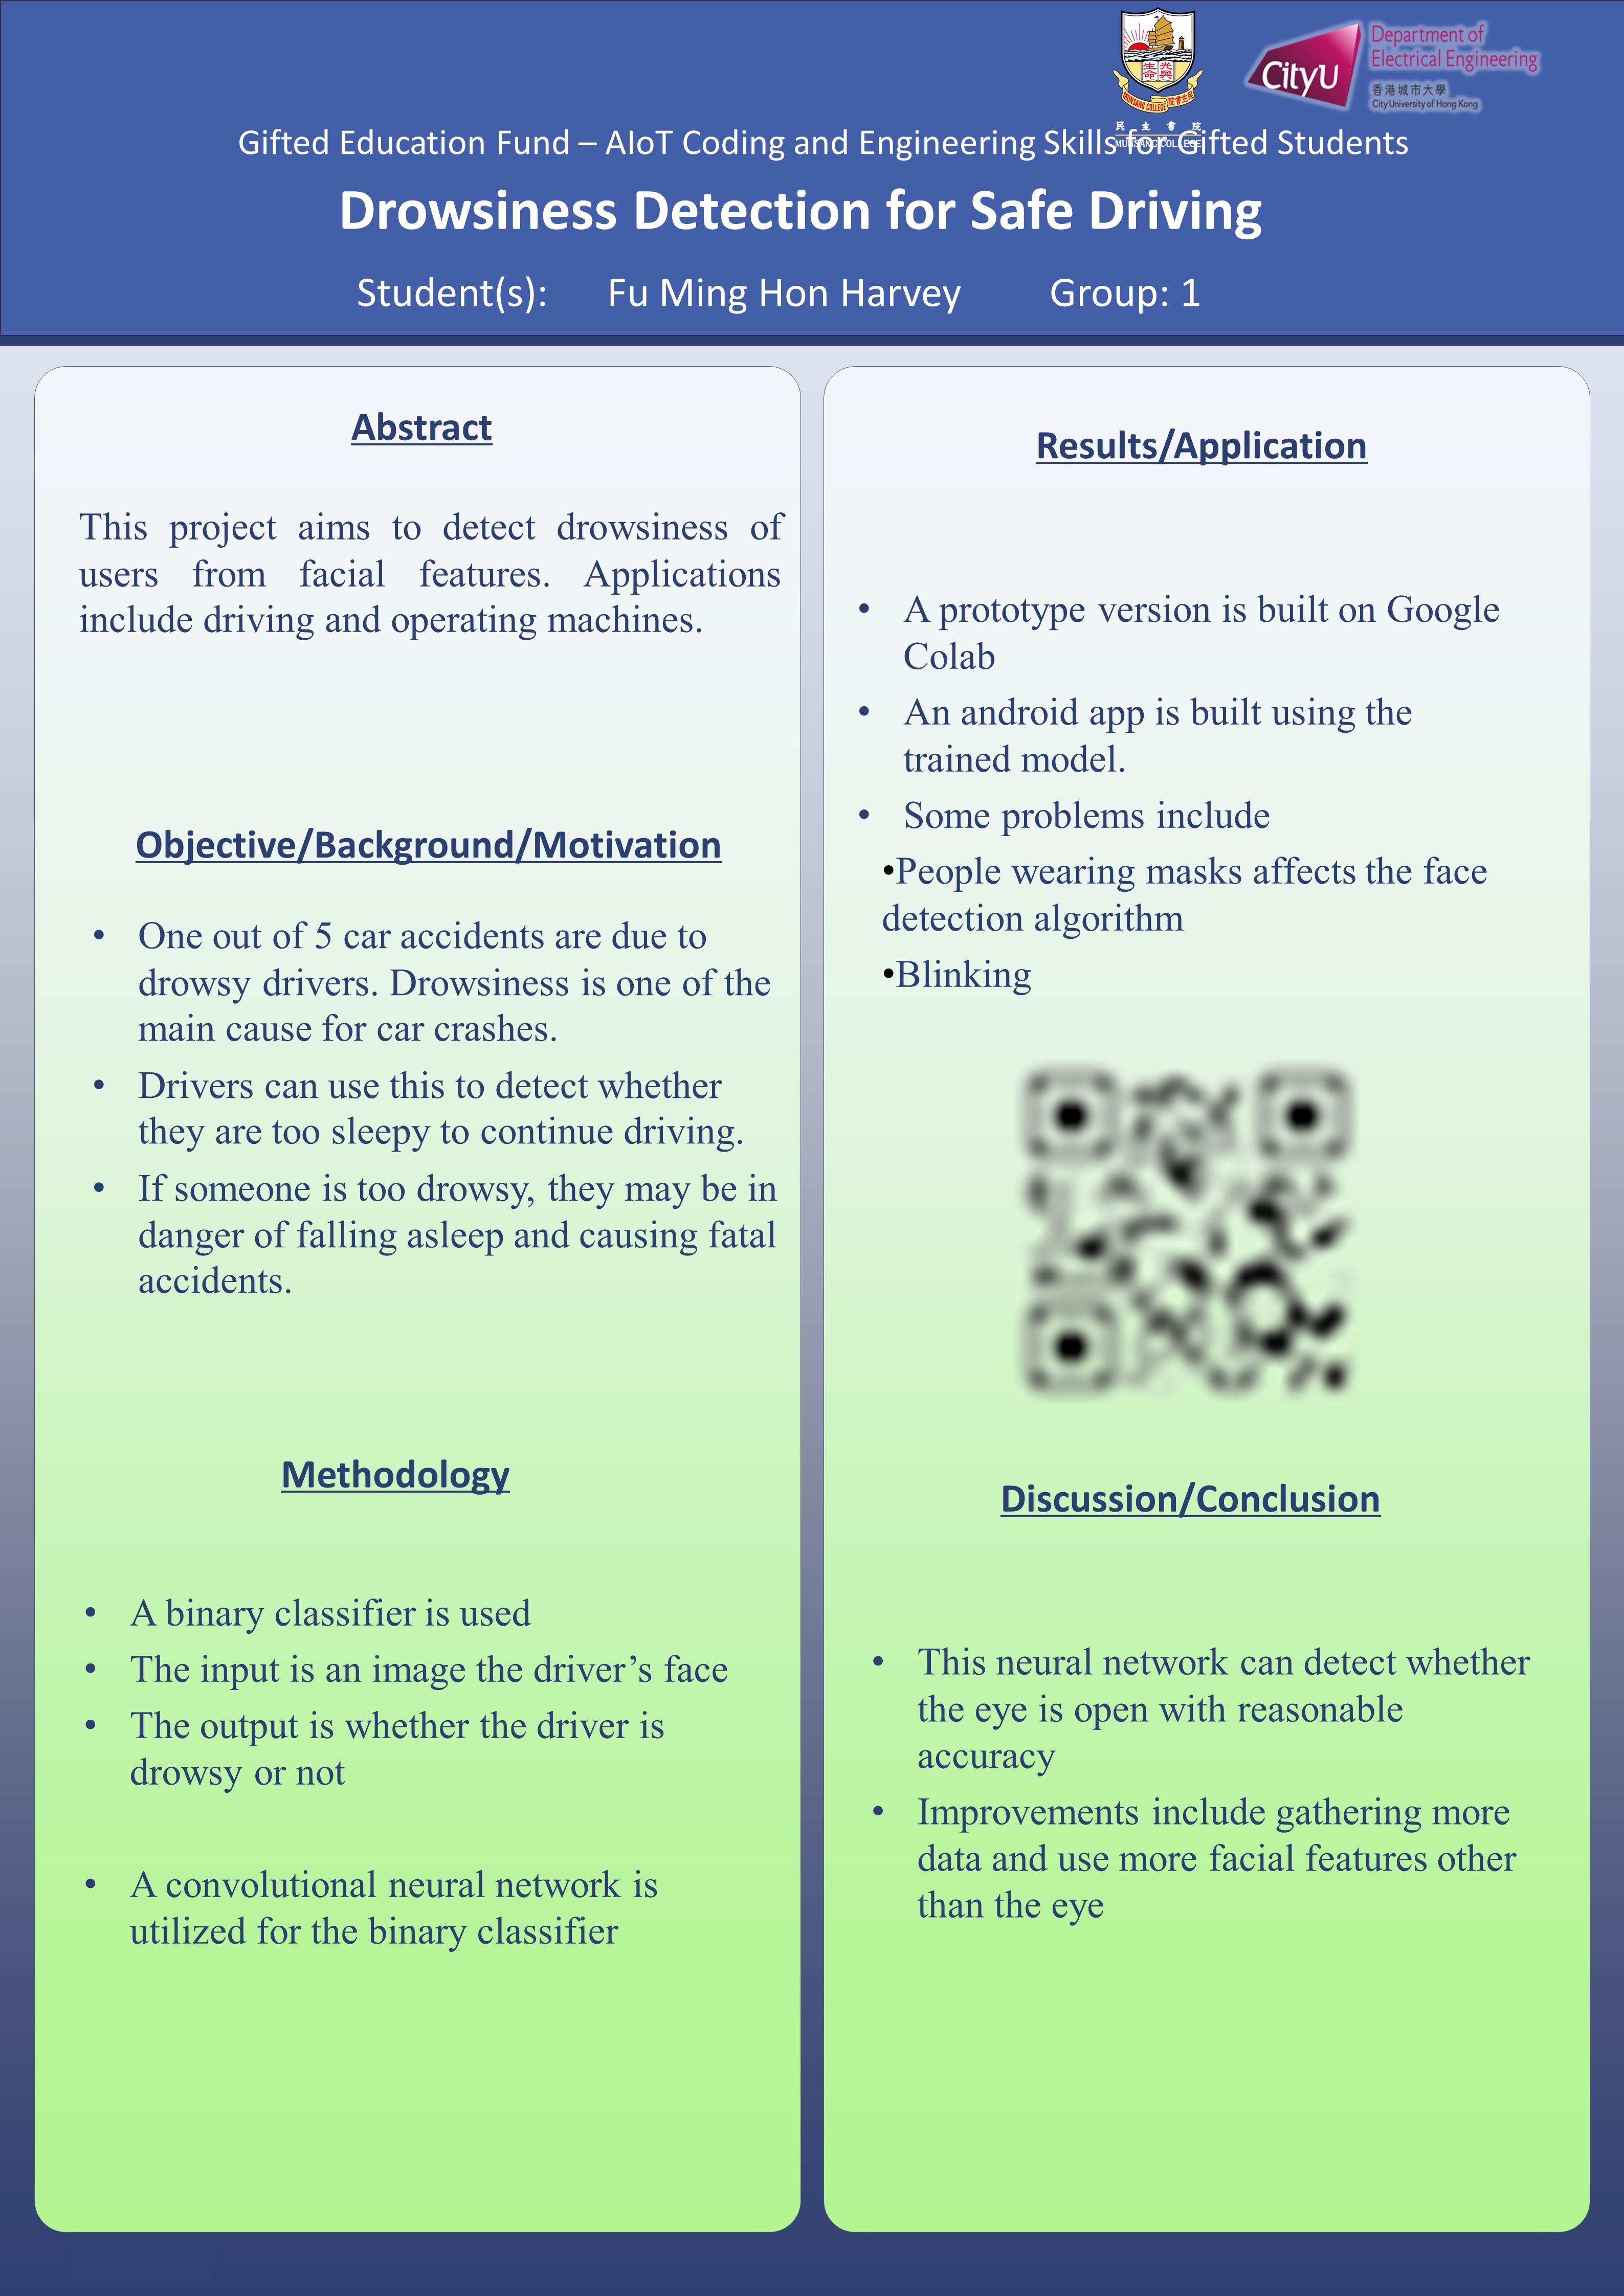 生 光
命 與
MUNSANG COLLEGE 院書生民
民 生 書 院
MUNSANG COLLEGE
CityU
Department of
Electrical Engineering
香港城市大學
City University of Hong Kong
Gifted Education Fund – AIoT Coding and Engineering Skills for Gifted Students
Drowsiness Detection for Safe Driving
Student(s): Fu Ming Hon Harvey Group: 1
Abstract
This project aims to detect drowsiness of
users from facial features. Applications
include driving and operating machines.
Objective/Background/Motivation
• One out of 5 car accidents are due to
drowsy drivers. Drowsiness is one of the
main cause for car crashes.
• Drivers can use this to detect whether
they are too sleepy to continue driving.
• If someone is too drowsy, they may be in
danger of falling asleep and causing fatal
accidents.
Methodology
• A binary classifier is used
• The input is an image the driver’s face
• The output is whether the driver is
drowsy or not
• A convolutional neural network is
utilized for the binary classifier
Results/Application
• A prototype version is built on Google
Colab
• An android app is built using the
trained model.
• Some problems include
•People wearing masks affects the face
detection algorithm
•Blinking
Discussion/Conclusion
• This neural network can detect whether
the eye is open with reasonable
accuracy
• Improvements include gathering more
data and use more facial features other
than the eye